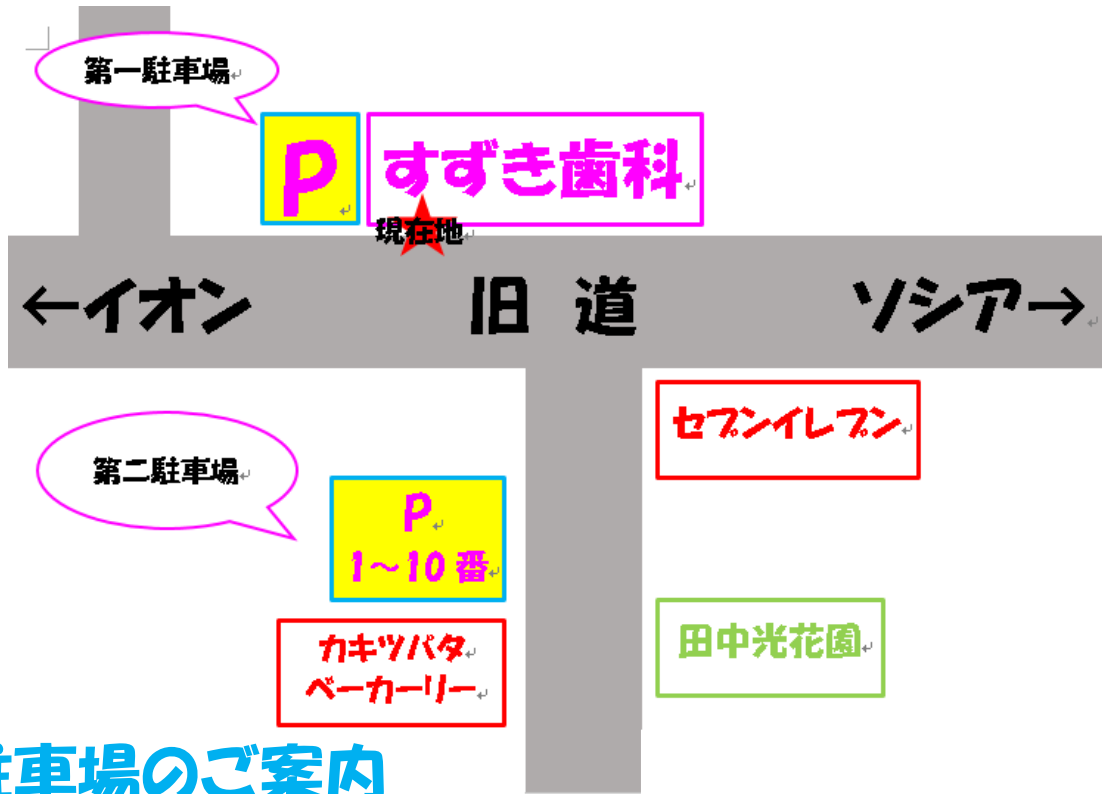 第一駐車場
P
すずき歯科
現在地
←イオン
旧道
ソシア→
セブンイレブン
第二駐車場
P
1～10番
カキツバタ
ベーカーリー
田中光花園
駐車場のご案内